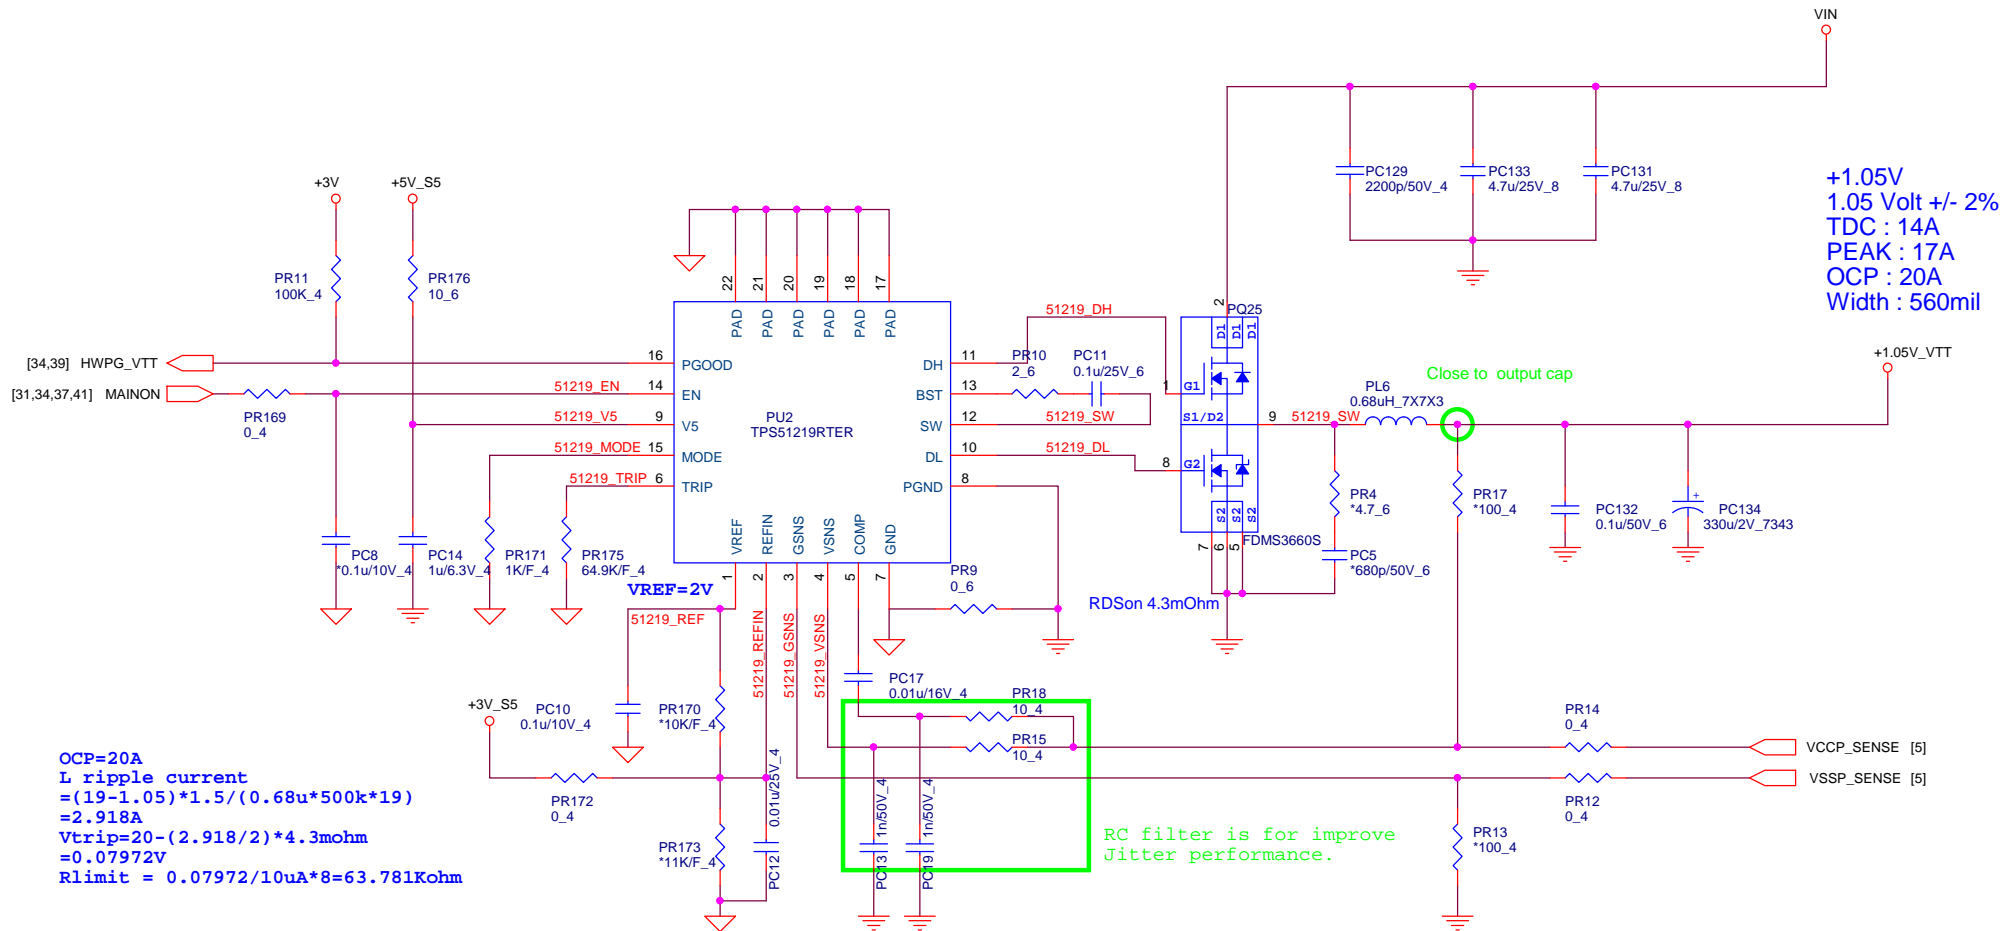 VIN
PC129
2200p/50V_4
PC133
4.7u/25V_8
PC131
4.7u/25V_8
+1.05V
1.05 Volt +/- 2%
TDC : 14A
PEAK : 17A
OCP : 20A
Width : 560mil
+3V
+5V_S5
PR11
100K_4
PR176
10_6
22
21
20
19
18
17
PAD
PAD
PAD
PAD
PAD
PAD
[34,39] HWPG_VTT
[31,34,37,41] MAINON
PR169
0_4
51219_EN
51219_V5
51219_MODE
51219_TRIP
16
14
9
15
6
PGOOD
EN
V5
MODE
TRIP
PU2
TPS51219RTER
DH
BST
SW
DL
PGND
11
13
12
10
8
VREF
REFIN
GSNS
VSNS
COMP
GND
1
2
3
4
5
7
51219_DH
PR10
2_6
PC11
0.1u/25V_6
51219_SW
51219_DL
2
PQ25
D1
D1
D1
1
G1
S1/D2
9
8
G2
S2
S2
S2
7
6
5
FDMS3660S
RDSon 4.3mOhm
51219_SW
PL6
0.68uH_7X7X3
Close to output cap
+1.05V_VTT
PR4
*4.7_6
PC5
*680p/50V_6
PR17
*100_4
PC132
0.1u/50V_6
+
PC134
330u/2V_7343
PC8
*0.1u/10V_4
PC14
1u/6.3V_4
PR171
1K/F_4
PR175
64.9K/F_4
VREF=2V
51219_REF
51219_REFIN
51219_GSNS
51219_VSNS
PR9
0_6
PC17
0.01u/16V_4
PR18
10_4
PR15
10_4
+3V_S5
PC10
0.1u/10V_4
PR170
*10K/F_4
PR172
0_4
PR173
*11K/F_4
PC12
0.01u/25V_4
PC13
1n/50V_4
PC19
1n/50V_4
RC filter is for improve
Jitter performance.
PR14
0_4
VCCP_SENSE [5]
VSSP_SENSE [5]
PR12
0_4
PR13
*100_4
OCP=20A
L ripple current
=(19-1.05)*1.5/(0.68u*500k*19)
=2.918A
Vtrip=20-(2.918/2)*4.3mohm
=0.07972V
Rlimit = 0.07972/10uA*8=63.781Kohm